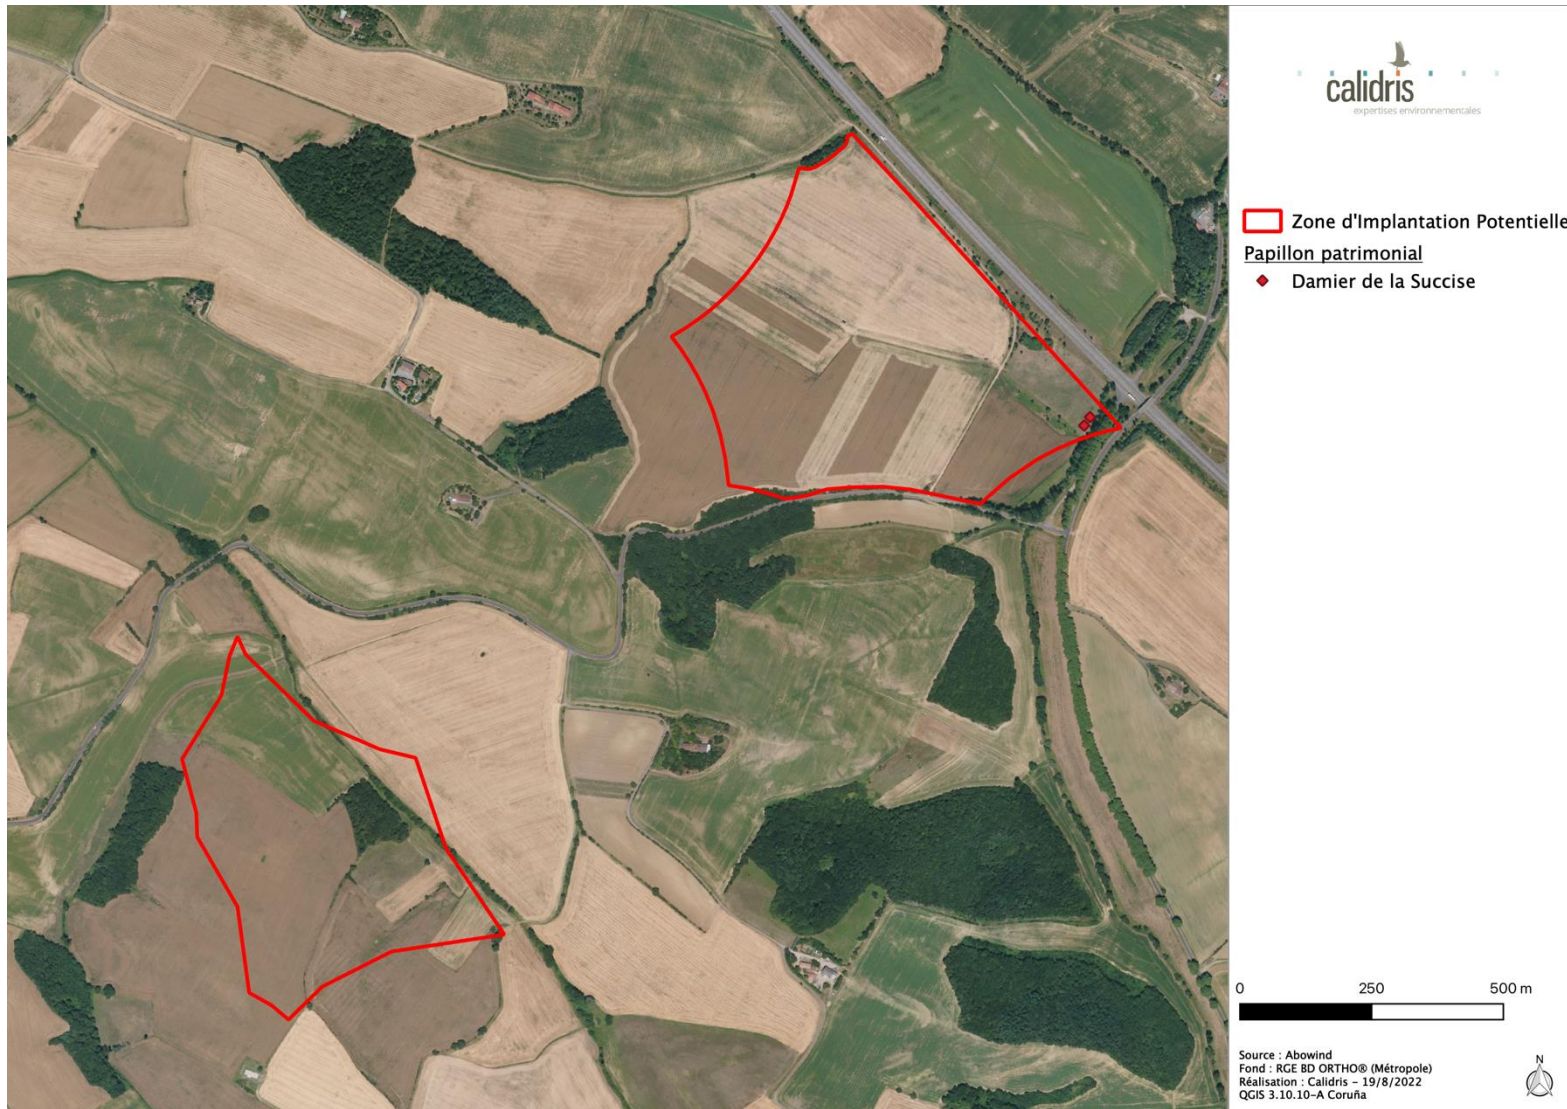 calidris
expertises environnementales
Zone d'Implantation Potentielle
Papillon patrimonial
Damier de la Succise
0 250 500 m
Source : Abowind
Fond : RGE BD ORTHO® (Métropole)
Réalisation : Calidris - 19/8/2022
QGIS 3.10.10-A Coruña
N